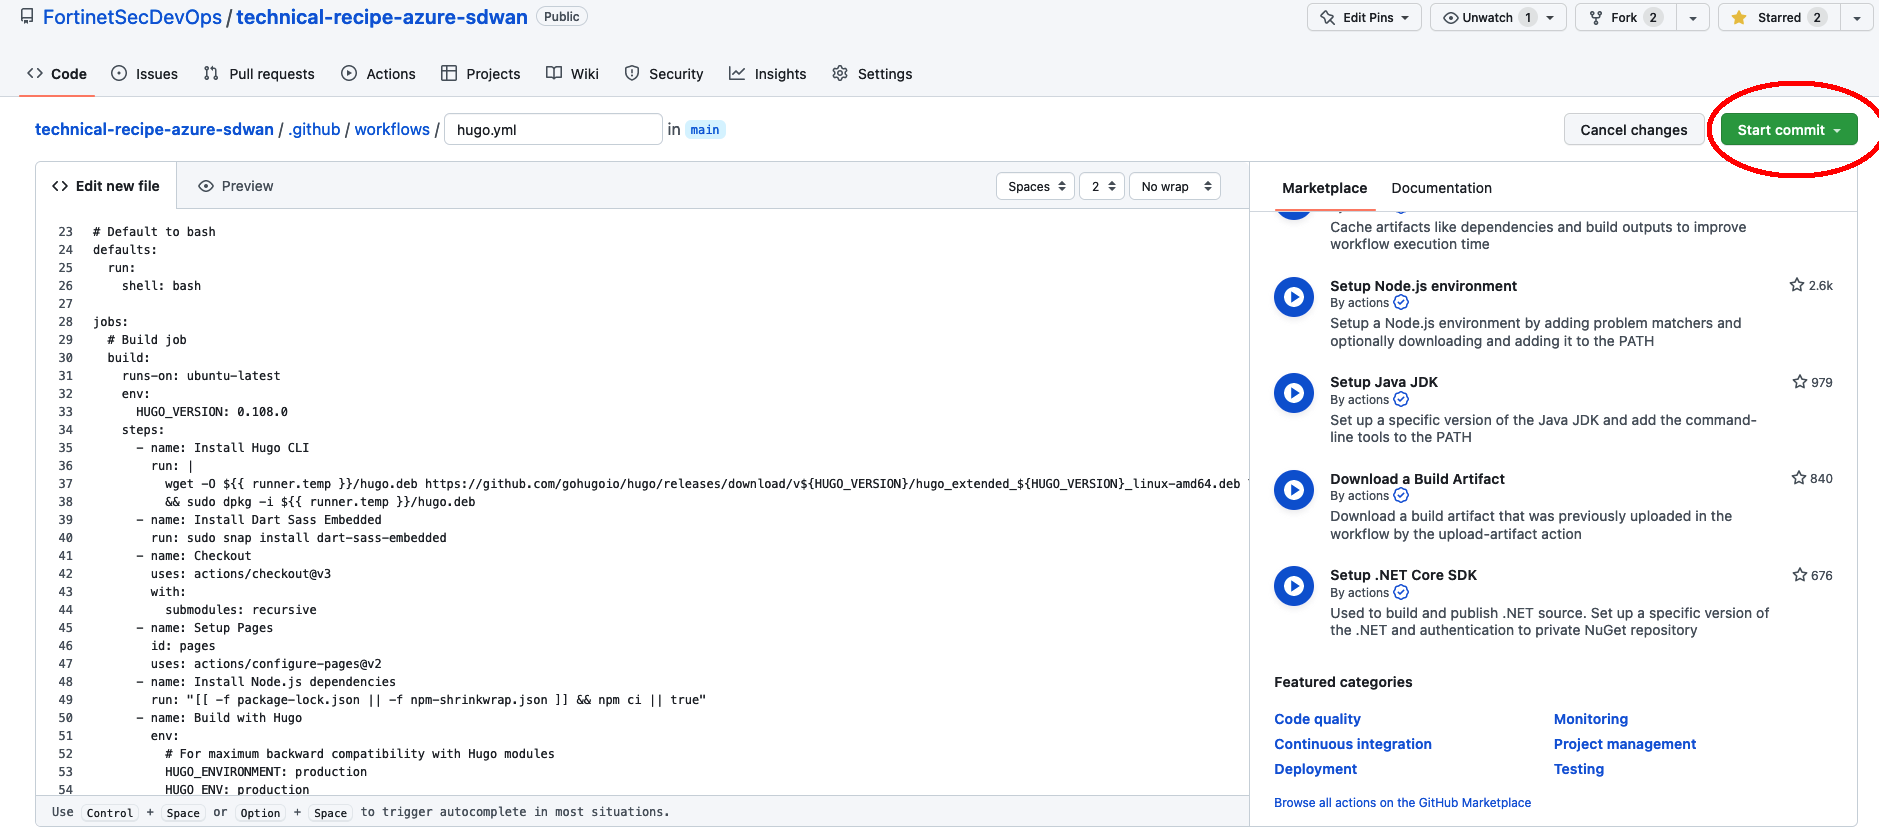 FortinetSecDevOps / technical-recipe-azure-sdwan Public
Edit Pins Unwatch 1 Fork 2 Starred 2
Code Issues Pull requests Actions Projects Wiki Security Insights Settings
technical-recipe-azure-sdwan / .github / workflows / hugo.yml in main
Cancel changes Start commit
Edit new file Preview
Spaces 2 No wrap
23 # Default to bash
24 defaults:
25   run:
26     shell: bash
27
28 jobs:
29   # Build job
30   build:
31     runs-on: ubuntu-latest
32     env:
33       HUGO_VERSION: 0.108.0
34     steps:
35       - name: Install Hugo CLI
36         run: |
37           wget -O ${{ runner.temp }}/hugo.deb https://github.com/gohugoio/hugo/releases/download/v${HUGO_VERSION}/hugo_extended_${HUGO_VERSION}_linux-amd64.deb
38           && sudo dpkg -i ${{ runner.temp }}/hugo.deb
39       - name: Install Dart Sass Embedded
40         run: sudo snap install dart-sass-embedded
41       - name: Checkout
42         uses: actions/checkout@v3
43         with:
44           submodules: recursive
45       - name: Setup Pages
46         id: pages
47         uses: actions/configure-pages@v2
48       - name: Install Node.js dependencies
49         run: "[[ -f package-lock.json || -f npm-shrinkwrap.json ]] && npm ci || true"
50       - name: Build with Hugo
51         env:
52           # For maximum backward compatibility with Hugo modules
53           HUGO_ENVIRONMENT: production
54           HUGO_ENV: production
Use Control + Space or Option + Space to trigger autocomplete in most situations.
Marketplace Documentation
Cache artifacts like dependencies and build outputs to improve
workflow execution time
Setup Node.js environment 2.6k
By actions
Setup a Node.js environment by adding problem matchers and
optionally downloading and adding it to the PATH
Setup Java JDK 979
By actions
Set up a specific version of the Java JDK and add the command-
line tools to the PATH
Download a Build Artifact 840
By actions
Download a build artifact that was previously uploaded in the
workflow by the upload-artifact action
Setup .NET Core SDK 676
By actions
Used to build and publish .NET source. Set up a specific version of
the .NET and authentication to private NuGet repository
Featured categories
Code quality Monitoring
Continuous integration Project management
Deployment Testing
Browse all actions on the GitHub Marketplace